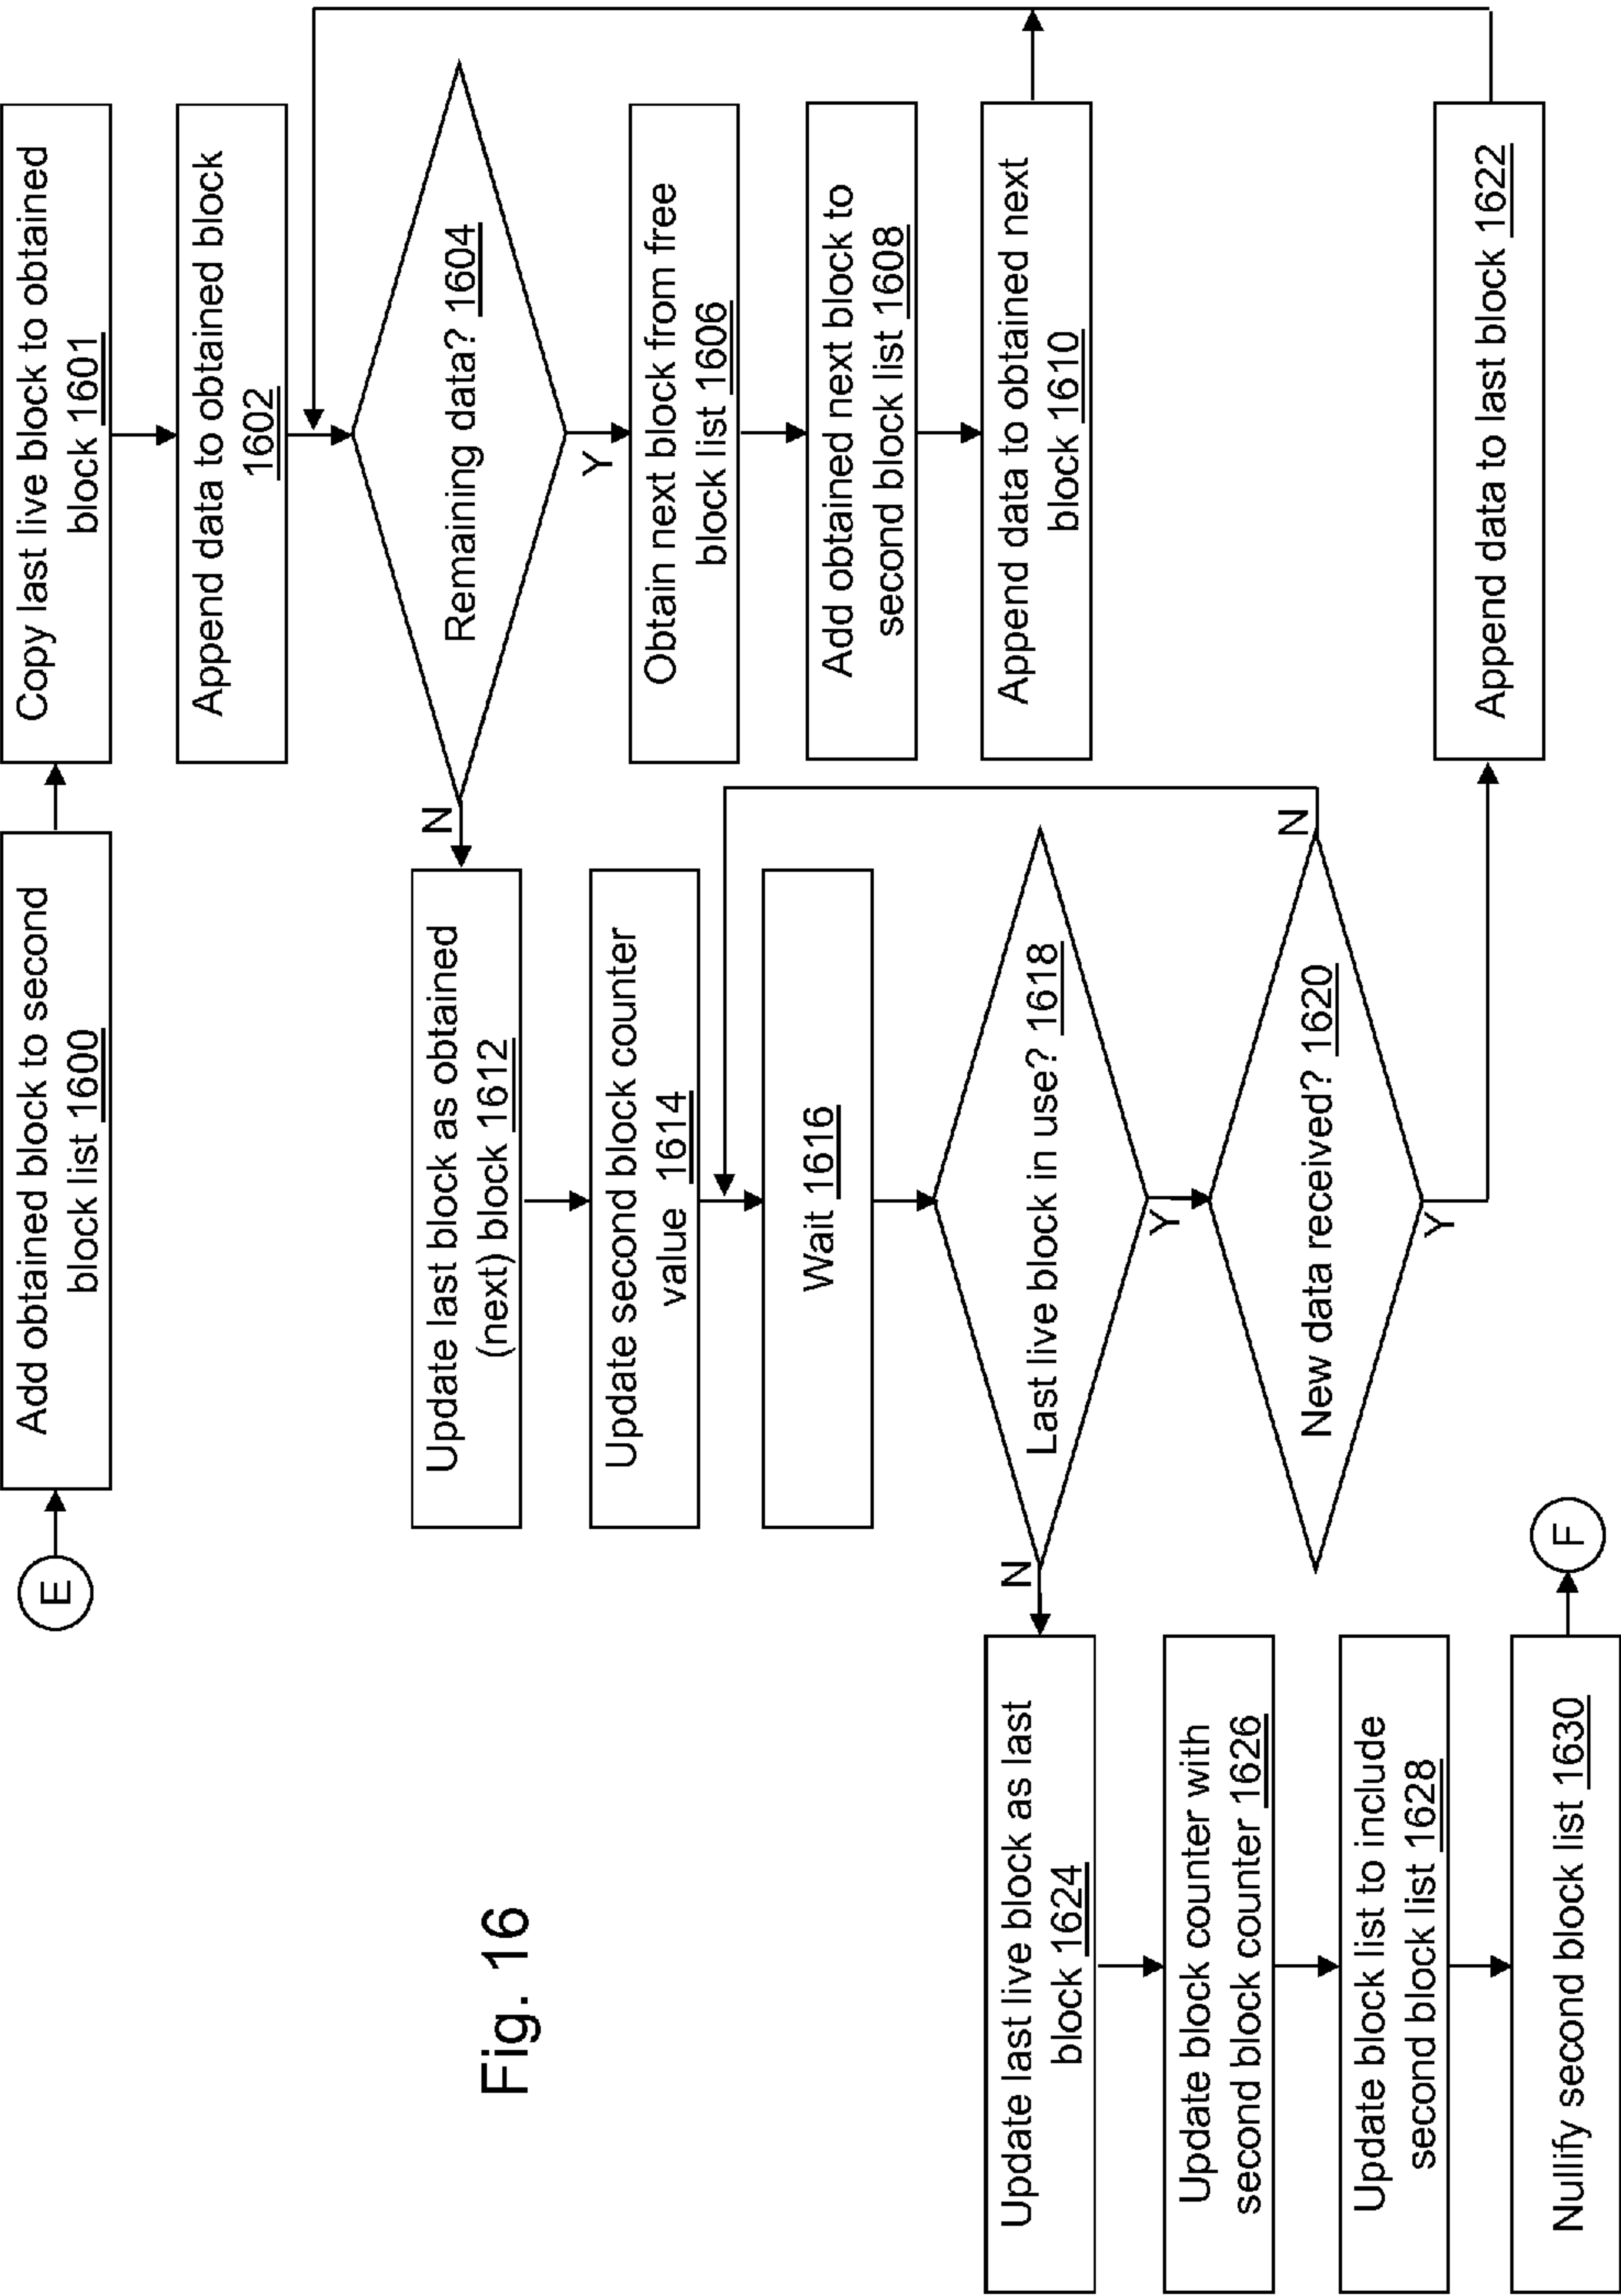 E
Add obtained block to second
block list 1600
Copy last live block to obtained
block 1601
Append data to obtained block
1602
Remaining data? 1604
N
Y
Obtain next block from free
block list 1606
Add obtained next block to
second block list 1608
Append data to obtained next
block 1610
Update last block as obtained
(next) block 1612
Update second block counter
value 1614
Wait 1616
Last live block in use? 1618
N
Y
New data received? 1620
N
Y
Append data to last block 1622
Update last live block as last
block 1624
Update block counter with
second block counter 1626
Update block list to include
second block list 1628
Nullify second block list 1630
F
Fig. 16